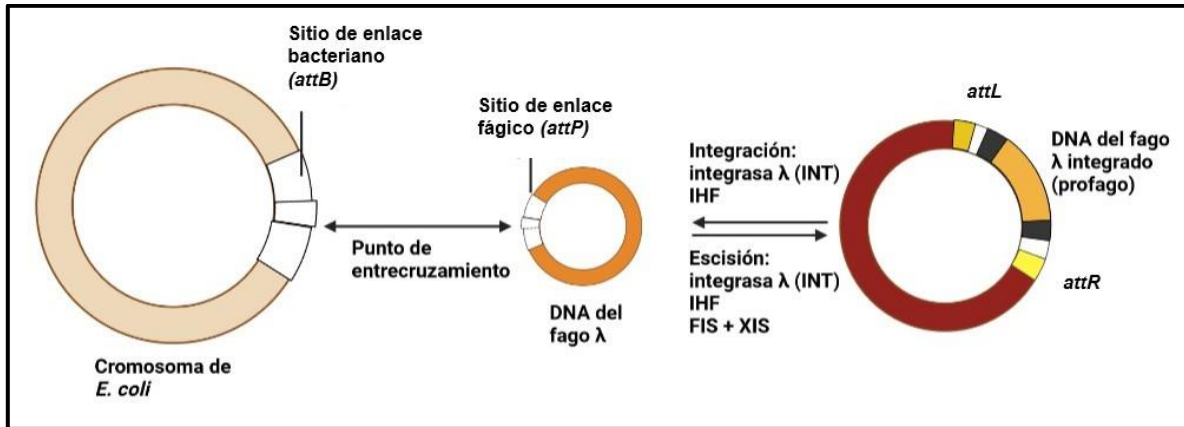 Sitio de enlace
bacteriano
(attB)
Sitio de enlace
fágico (attP)
Punto de
entrecruzamiento
Cromosoma de
E. coli
DNA del
fago λ
Integración:
integrasa λ (INT)
IHF
Escisión:
integrasa λ (INT)
IHF
FIS + XIS
attL
DNA del fago
λ integrado
(profago)
attR